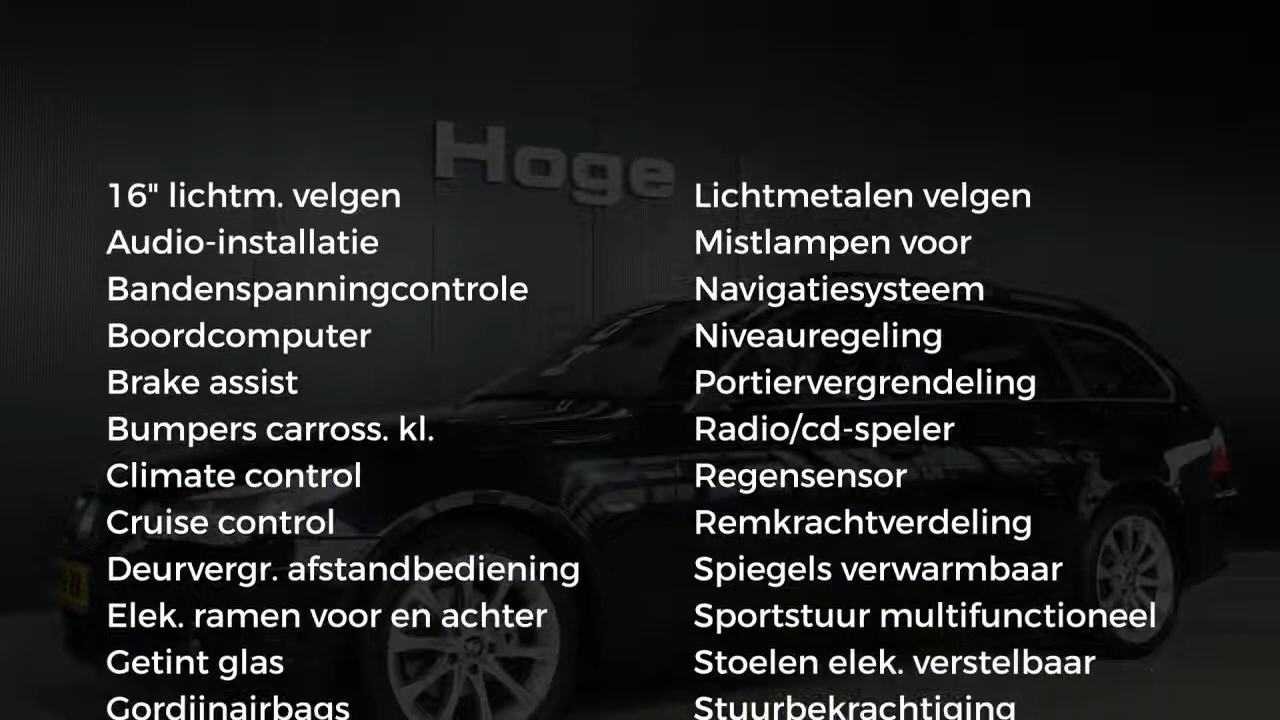 Hoge
16" lichtm. velgen
Audio-installatie
Bandenspanningcontrole
Boordcomputer
Brake assist
Bumpers carross. kl.
Climate control
Cruise control
Deurvergr. afstandbediening
Elek. ramen voor en achter
Getint glas
Gordijnairbags
Lichtmetalen velgen
Mistlampen voor
Navigatiesysteem
Niveauregeling
Portiervergrendeling
Radio/cd-speler
Regensensor
Remkrachtverdeling
Spiegels verwarmbaar
Sportstuur multifunctioneel
Stoelen elek. verstelbaar
Stuurbekrachtiging